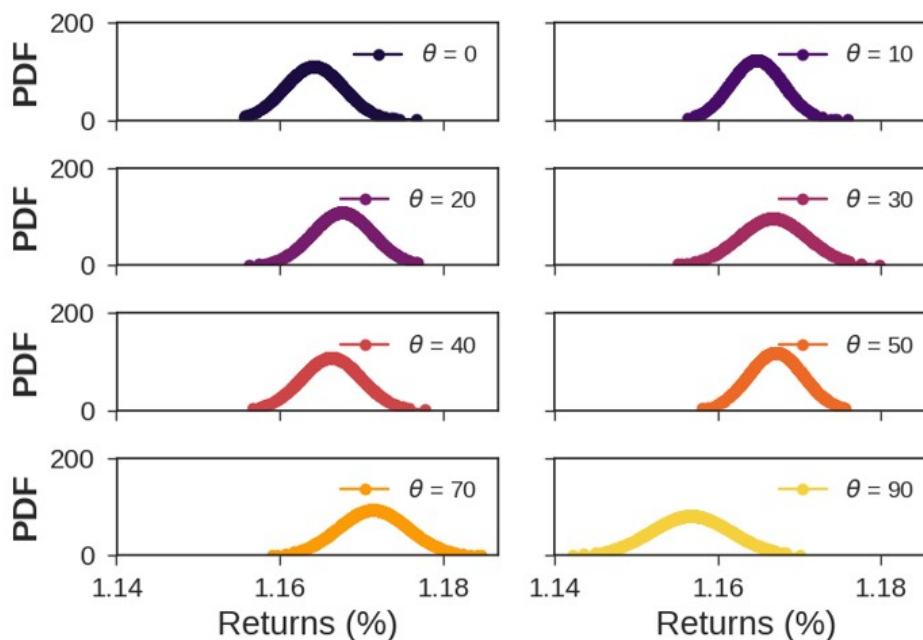 200
PDF
0
θ = 0
θ = 10
200
PDF
0
θ = 20
θ = 30
200
PDF
0
θ = 40
θ = 50
200
PDF
0
θ = 70
θ = 90
1.14 1.16 1.18 1.14 1.16 1.18
Returns (%) Returns (%)